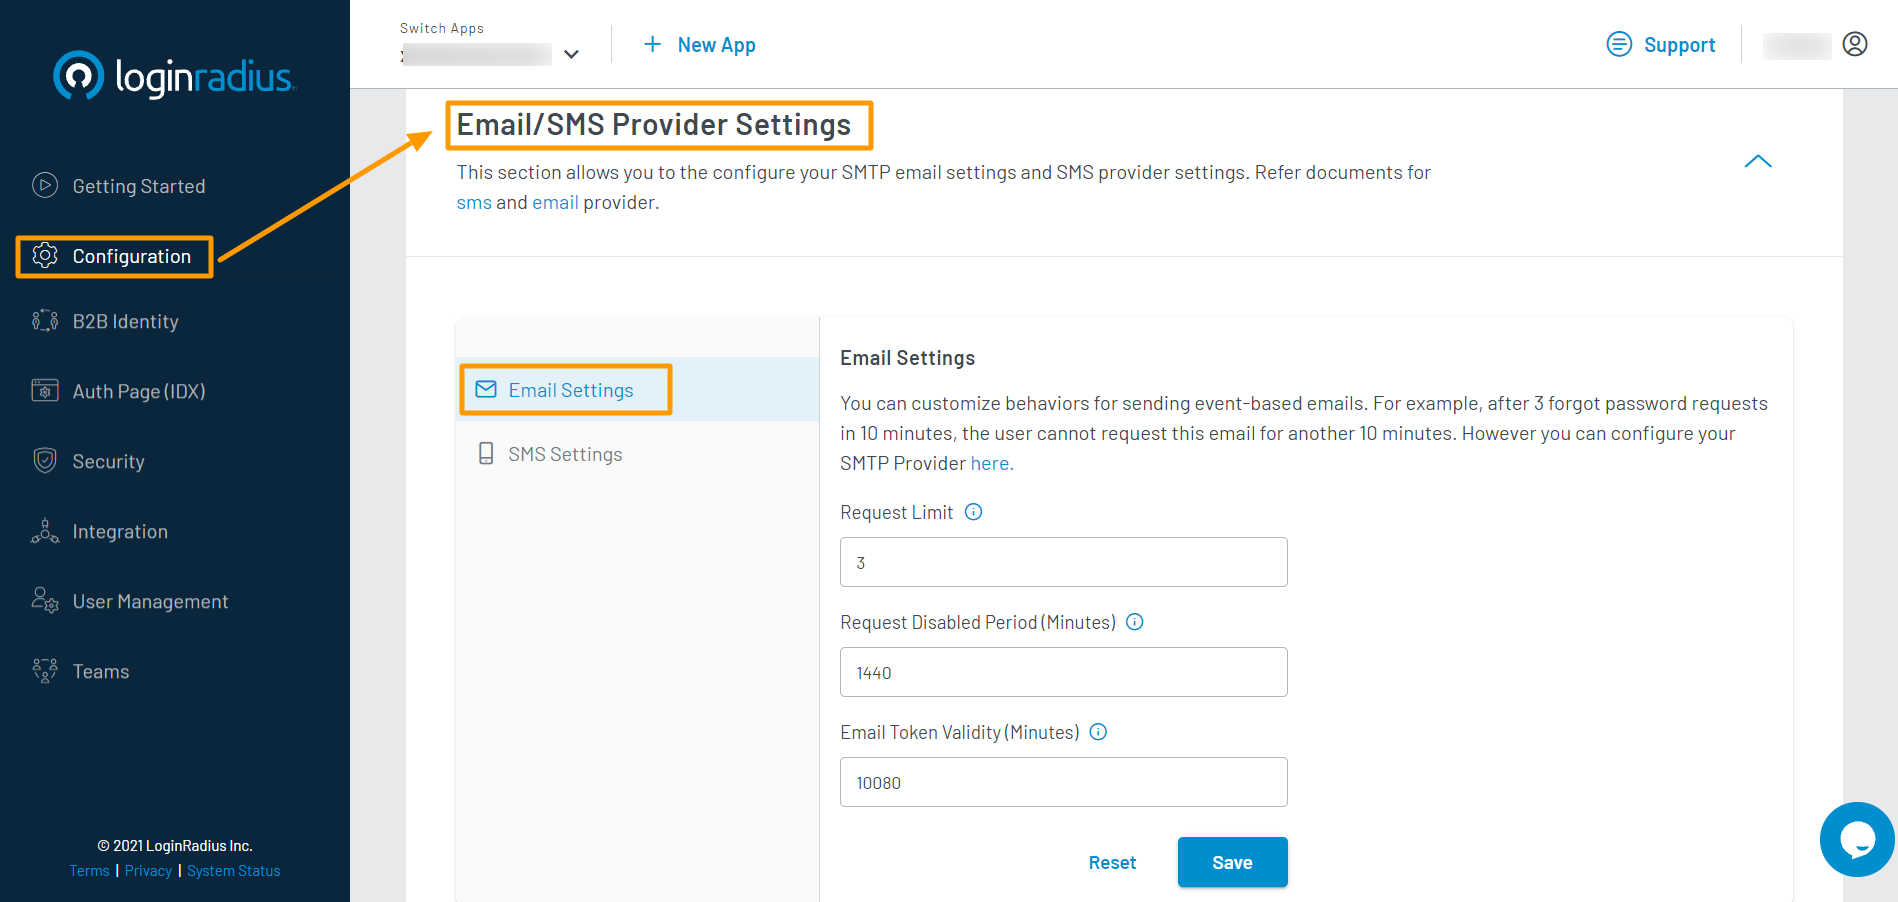 loginradius
Getting Started
Configuration
B2B Identity
Auth Page (IDX)
Security
Integration
User Management
Teams
© 2021 LoginRadius Inc.
Terms | Privacy | System Status
Switch Apps
+ New App
Support
Email/SMS Provider Settings
This section allows you to the configure your SMTP email settings and SMS provider settings. Refer documents for
sms and email provider.
Email Settings
SMS Settings
Email Settings
You can customize behaviors for sending event-based emails. For example, after 3 forgot password requests
in 10 minutes, the user cannot request this email for another 10 minutes. However you can configure your
SMTP Provider here.
Request Limit
3
Request Disabled Period (Minutes)
1440
Email Token Validity (Minutes)
10080
Reset
Save